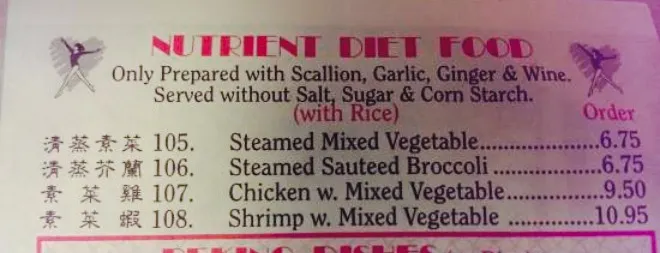 NUTRIENT DIET FOOD
Only Prepared with Scallion, Garlic, Ginger & Wine.
Served without Salt, Sugar & Corn Starch.
(with Rice) Order
清蒸素菜 105. Steamed Mixed Vegetable....................6.75
清蒸芥蘭 106. Steamed Sauteed Broccoli ..................6.75
素菜雞 107. Chicken w. Mixed Vegetable................9.50
素菜蝦 108. Shrimp w. Mixed Vegetable ..............10.95
PEKING DISHES